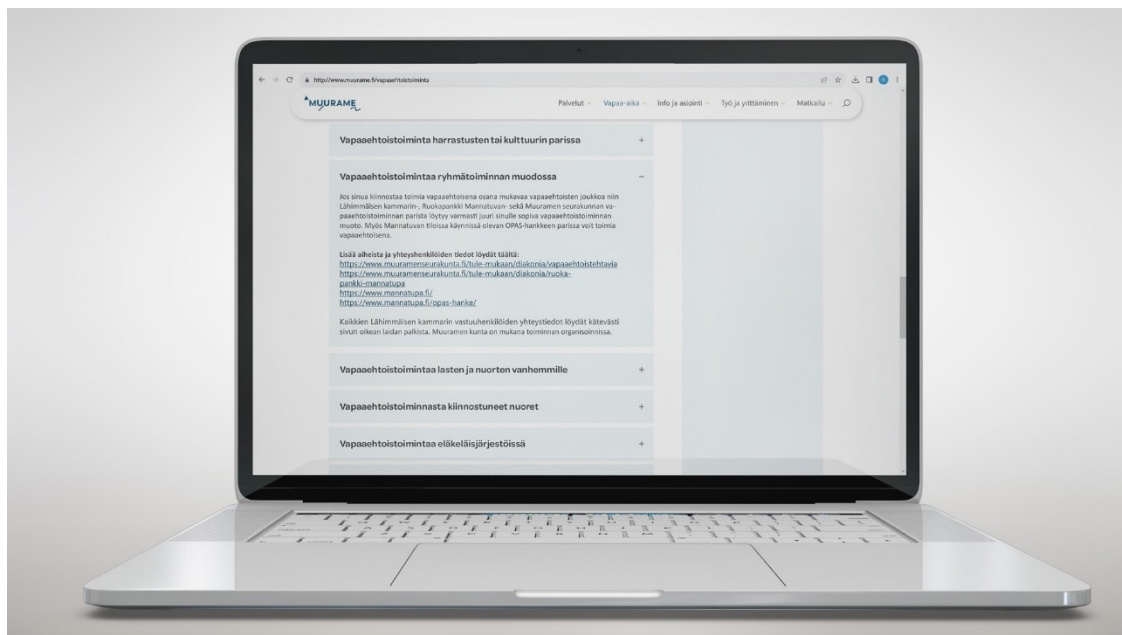 http://www.muurame.fi/vapaaehtoistoiminta
MUURAME
Palvelut Vapaa-aika Info ja asiointi Työ ja yrittäminen Matkailu
Vapaaehtoistoiminta harrastusten tai kulttuurin parissa +
Vapaaehtoistoimintaa ryhmätoiminnan muodossa –
Jos sinua kiinnostaa toimia vapaaehtoisena osana mukavaa vapaaehtoisten joukkoa niin
Lähimmäisen kammarin-, Ruokapankki Mannatuvan- sekä Muuramen seurakunnan va-
paaehtoistoiminnan parista löytyy varmasti juuri sinulle sopiva vapaaehtoistoiminnan
muoto. Myös Mannatuvan tiloissa käynnissä olevan OPAS-hankkeen parissa voit toimia
vapaaehtoisena.
Lisää aiheista ja yhteyshenkilöiden tiedot löydät täältä:
https://www.muuramenseurakunta.fi/tule-mukaan/diakonia/vapaaehtoistehtavia
https://www.muuramenseurakunta.fi/tule-mukaan/diakonia/ruoka-
pankki-mannatupa
https://www.mannatupa.fi/
https://www.mannatupa.fi/opas-hanke/
Kaikkien Lähimmäisen kammarin vastuuhenkilöiden yhteystiedot löydät kätevästi
sivun oikean laidan palkista. Muuramen kunta on mukana toiminnan organisoinnissa.
Vapaaehtoistoimintaa lasten ja nuorten vanhemmille +
Vapaaehtoistoiminnasta kiinnostuneet nuoret +
Vapaaehtoistoimintaa eläkeläisjärjestöissä +